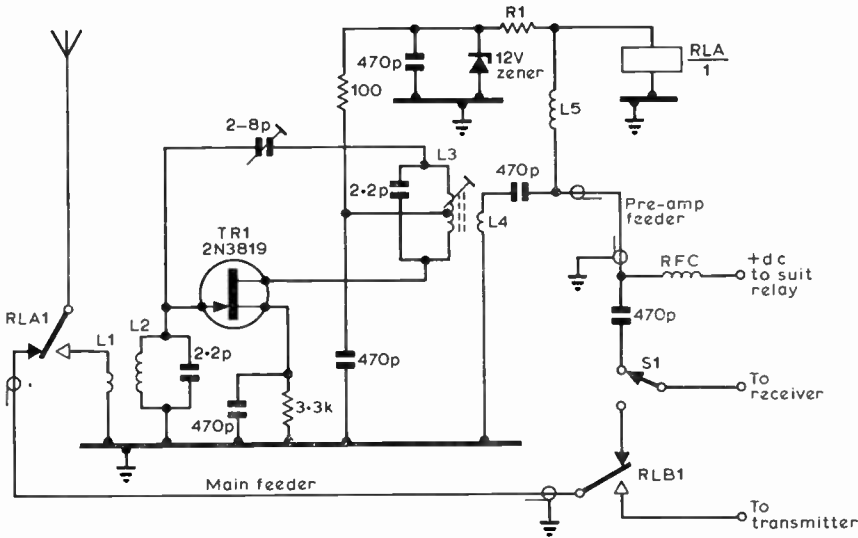 R1
470p
12V
zener
RLA
1
100
L5
2-8p
L3
470p
2·2p
L4
Pre-amp
feeder
TR1
2N3819
RFC
+dc
to suit
relay
RLA1
L1
L2
2·2p
470p
470p
S1
To
receiver
470p
3·3k
RLB1
Main feeder
To
transmitter